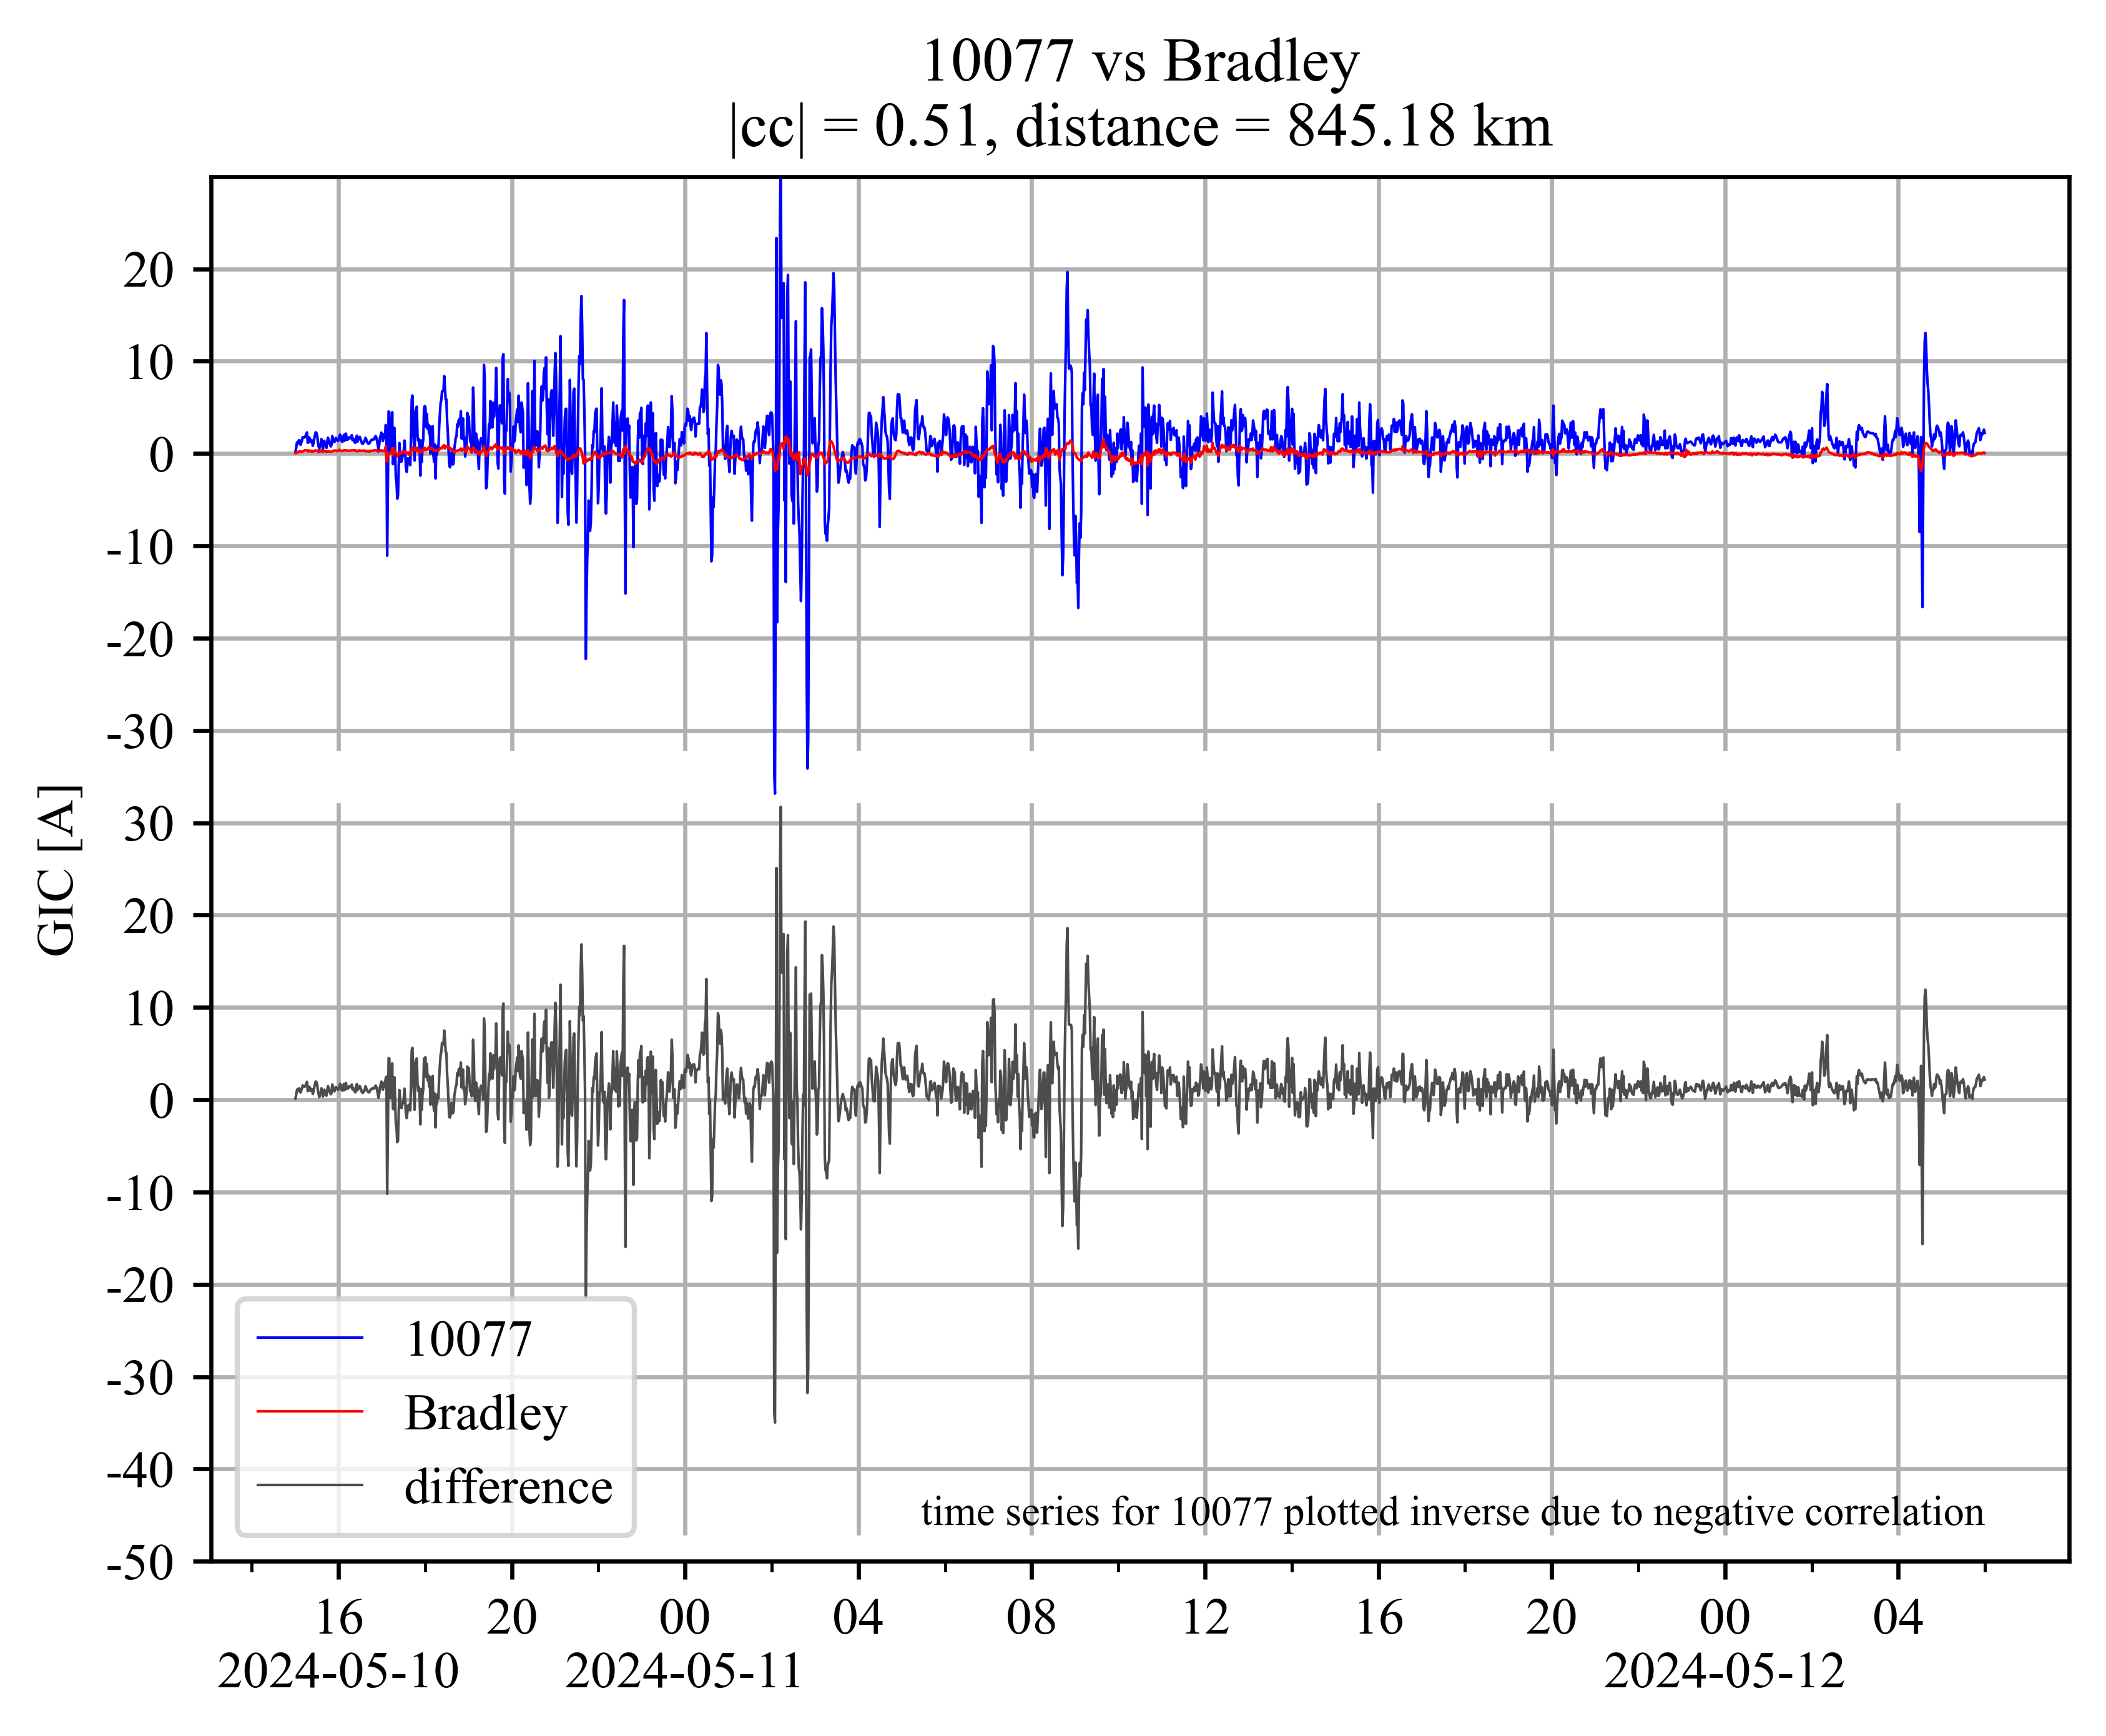 10077 vs Bradley
|cc| = 0.51, distance = 845.18 km
GIC [A]
20
10
0
-10
-20
-30
30
20
10
0
-10
-20
-30
-40
-50
10077
Bradley
difference
time series for 10077 plotted inverse due to negative correlation
16 20 00 04 08 12 16 20 00 04
2024-05-10 2024-05-11 2024-05-12